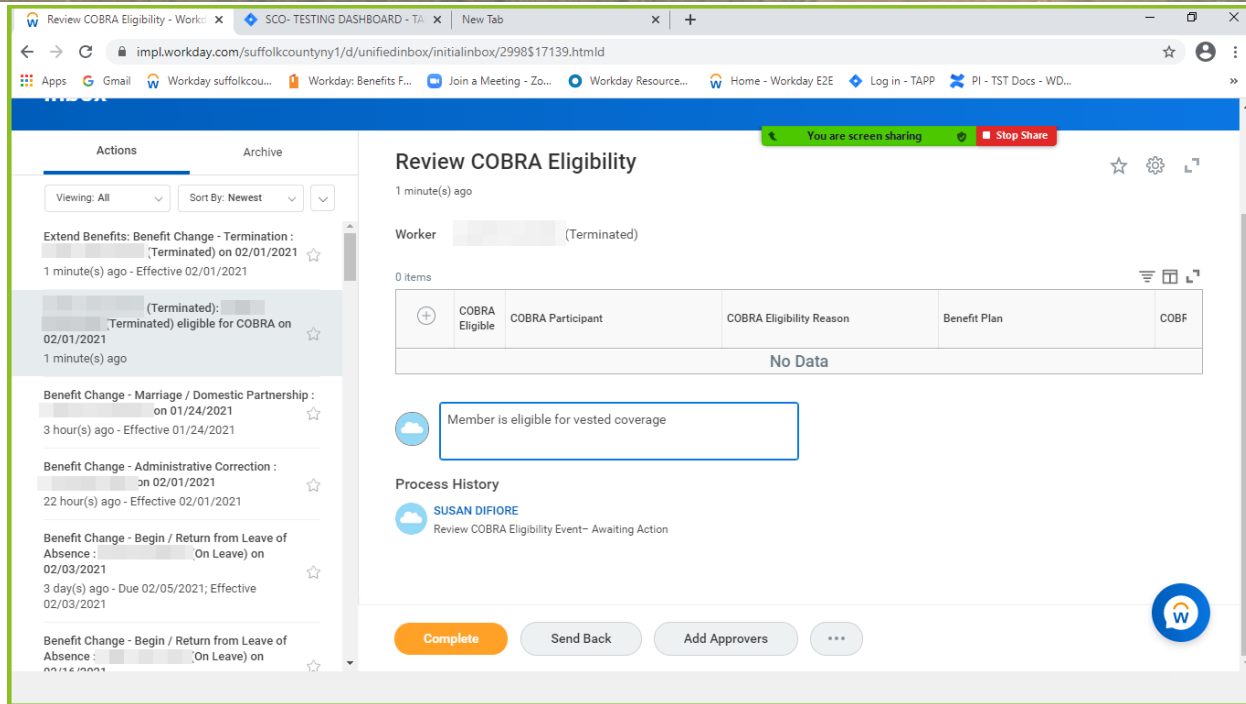 Review COBRA Eligibility - Workd
SCO- TESTING DASHBOARD - TA
New Tab
impl.workday.com/suffolkcountyny1/d/unifiedinbox/initialinbox/2998$17139.htmld
Apps
Gmail
Workday suffolkcou...
Workday: Benefits F...
Join a Meeting - Zo...
Workday Resource...
Home - Workday E2E
Log in - TAPP
PI - TST Docs - WD...
»
You are screen sharing
Stop Share
Actions
Archive
Viewing: All
Sort By: Newest
Extend Benefits: Benefit Change - Termination :
(Terminated) on 02/01/2021
1 minute(s) ago - Effective 02/01/2021
(Terminated):
(Terminated) eligible for COBRA on
02/01/2021
1 minute(s) ago
Benefit Change - Marriage / Domestic Partnership :
on 01/24/2021
3 hour(s) ago - Effective 01/24/2021
Benefit Change - Administrative Correction :
on 02/01/2021
22 hour(s) ago - Effective 02/01/2021
Benefit Change - Begin / Return from Leave of
Absence : (On Leave) on
02/03/2021
3 day(s) ago - Due 02/05/2021; Effective
02/03/2021
Benefit Change - Begin / Return from Leave of
Absence : (On Leave) on
02/16/2021
Review COBRA Eligibility
1 minute(s) ago
Worker (Terminated)
0 items
COBRA
Eligible
COBRA Participant
COBRA Eligibility Reason
Benefit Plan
No Data
Member is eligible for vested coverage
Process History
SUSAN DIFIORE
Review COBRA Eligibility Event– Awaiting Action
Complete
Send Back
Add Approvers